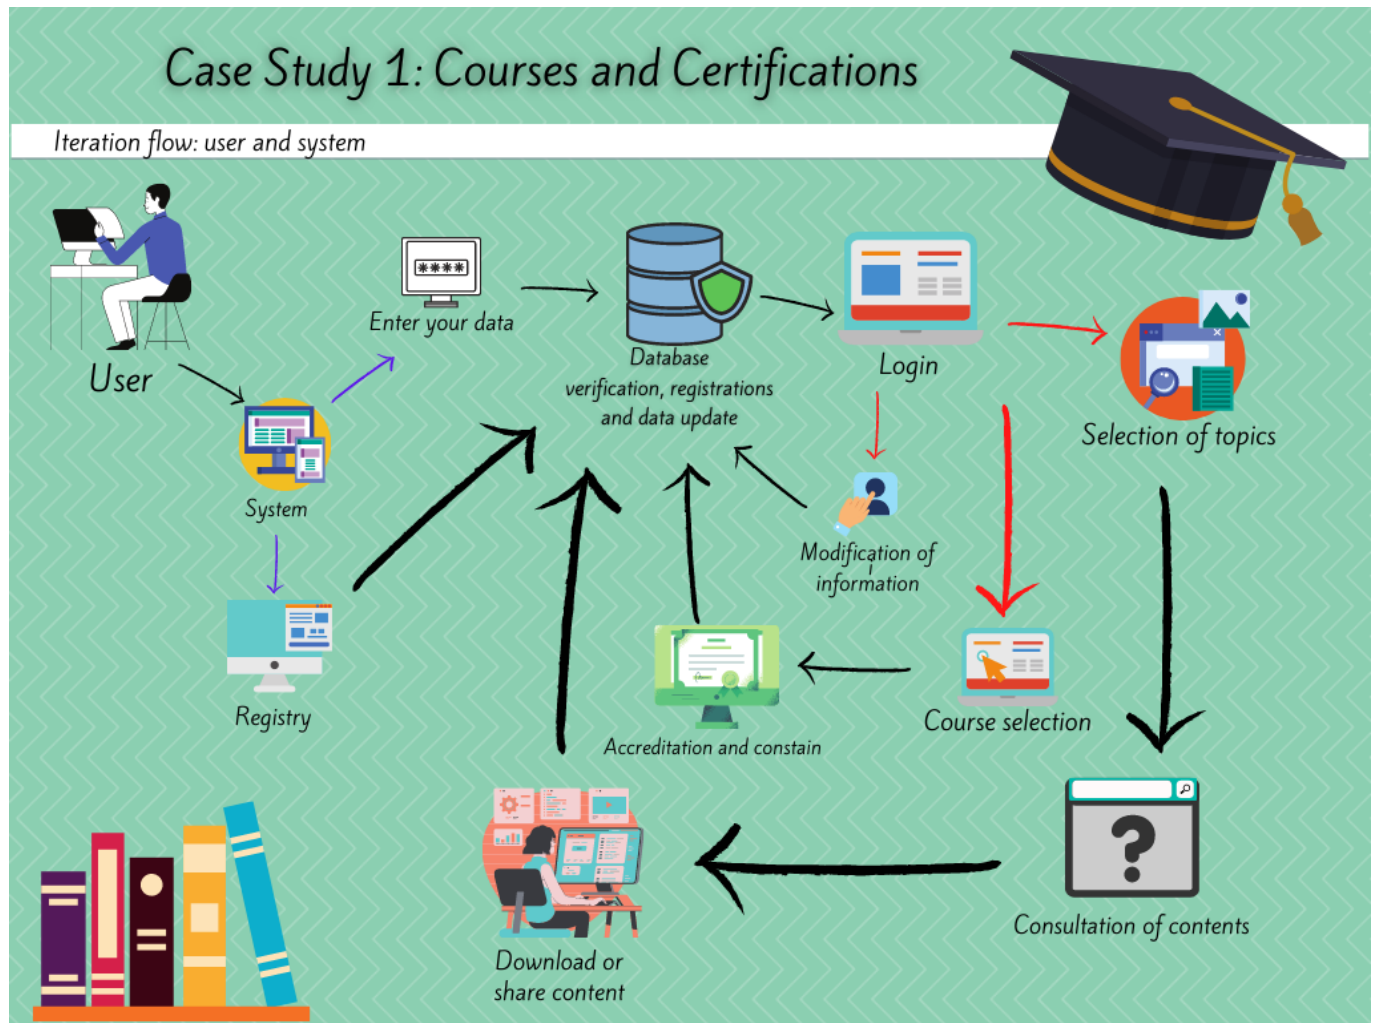 Case Study 1: Courses and Certifications
Iteration flow: user and system
****
Enter your data
User
Database
verification, registrations
and data update
Login
Selection of topics
System
Modification of
information
Registry
Accreditation and constain
Course selection
?
Consultation of contents
Download or
share content